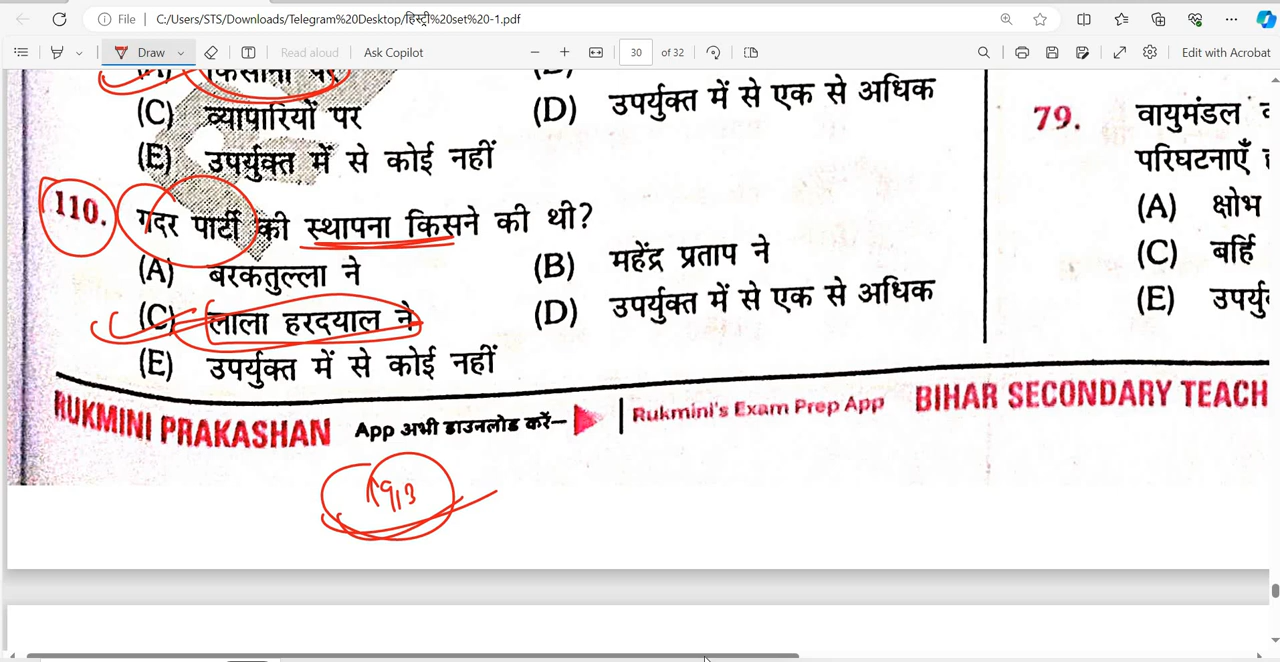 File
C:/Users/STS/Downloads/Telegram%20Desktop/हिस्ट्री%20set%20-1.pdf
Draw
Read aloud
Ask Copilot
30 of 32
Edit with Acrobat
(A) किसानों पर
(C) व्यापारियों पर
(D) उपर्युक्त में से एक से अधिक
(E) उपर्युक्त में से कोई नहीं
110. गदर पार्टी की स्थापना किसने की थी?
(A) बरकतुल्ला ने
(B) महेंद्र प्रताप ने
(C) लाला हरदयाल ने
(D) उपर्युक्त में से एक से अधिक
(E) उपर्युक्त में से कोई नहीं
79. वायुमंडल
परिघटनाएँ
(A) क्षोभ
(C) बर्हि
(E)
RUKMINI PRAKASHAN
App अभी डाउनलोड करें–
Rukmini's Exam Prep App
BIHAR SECONDARY TEACH
1913